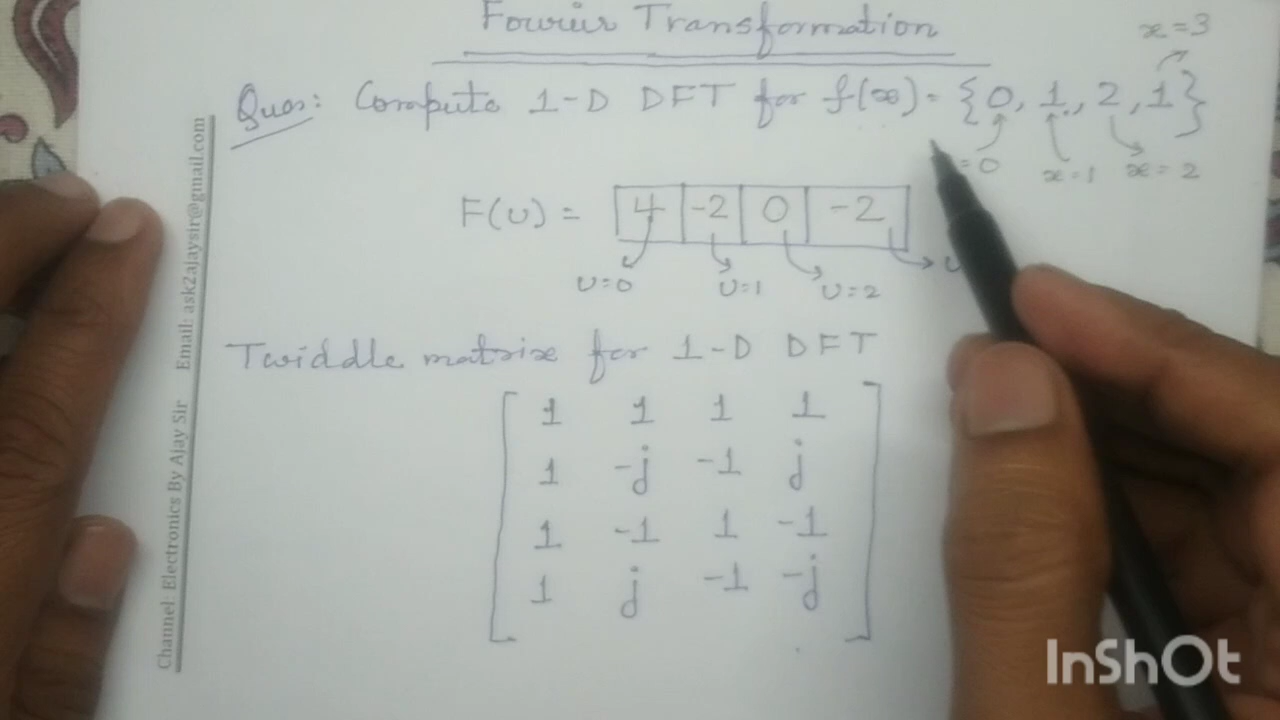 Fourier Transformation
x=3
Ques: Compute 1-D DFT for f(x) = {0, 1, 2, 1}
=0 x=1 x=2
F(u) = 4 -2 0 -2
u=0 u=1 u=2 u
Twiddle matrix for 1-D DFT
1 1 1 1
1 -j -1 j
1 -1 1 -1
1 j -1 -j
Channel: Electronics By Ajay Sir Email: ask2ajaysir@gmail.com
InShOt